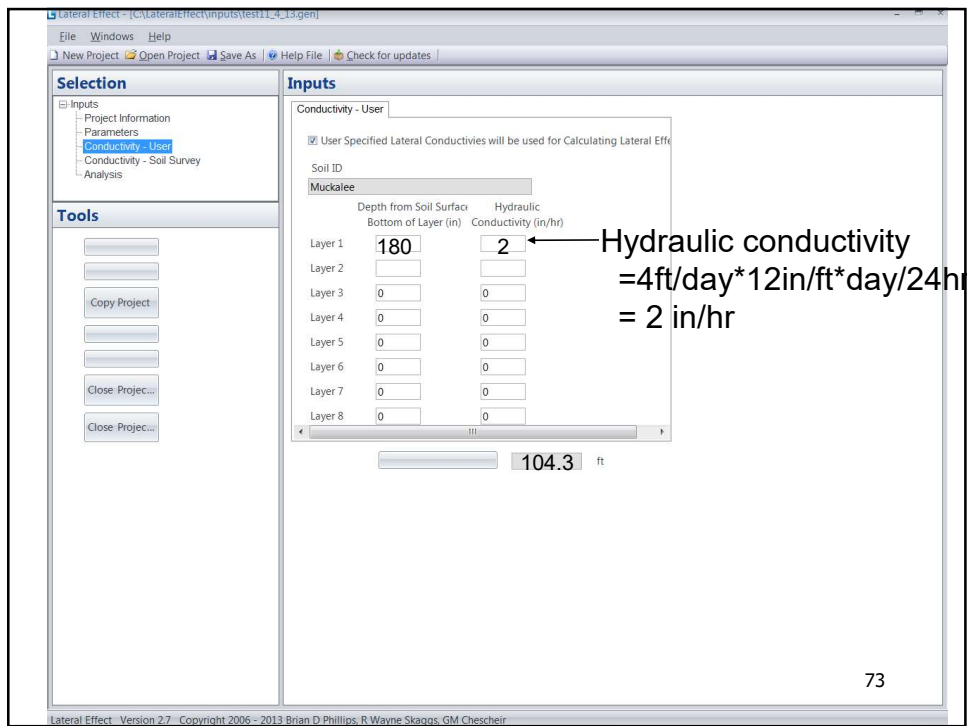 Lateral Effect - [C:\LateralEffect\inputs\test11_4_13.gen]
File Windows Help
New Project Open Project Save As Help File Check for updates
Selection
Inputs
Project Information
Parameters
Conductivity - User
Conductivity - Soil Survey
Analysis
Tools
Copy Project
Close Projec...
Close Projec...
Inputs
Conductivity - User
User Specified Lateral Conductivies will be used for Calculating Lateral Effe
Soil ID
Muckalee
Depth from Soil Surface Hydraulic
Bottom of Layer (in) Conductivity (in/hr)
Layer 1 180 2
Layer 2
Layer 3 0 0
Layer 4 0 0
Layer 5 0 0
Layer 6 0 0
Layer 7 0 0
Layer 8 0 0
104.3 ft
Hydraulic conductivity
=4ft/day*12in/ft*day/24hr
= 2 in/hr
73
Lateral Effect Version 2.7 Copyright 2006 - 2013 Brian D Phillips, R Wayne Skaggs, GM Chescheir